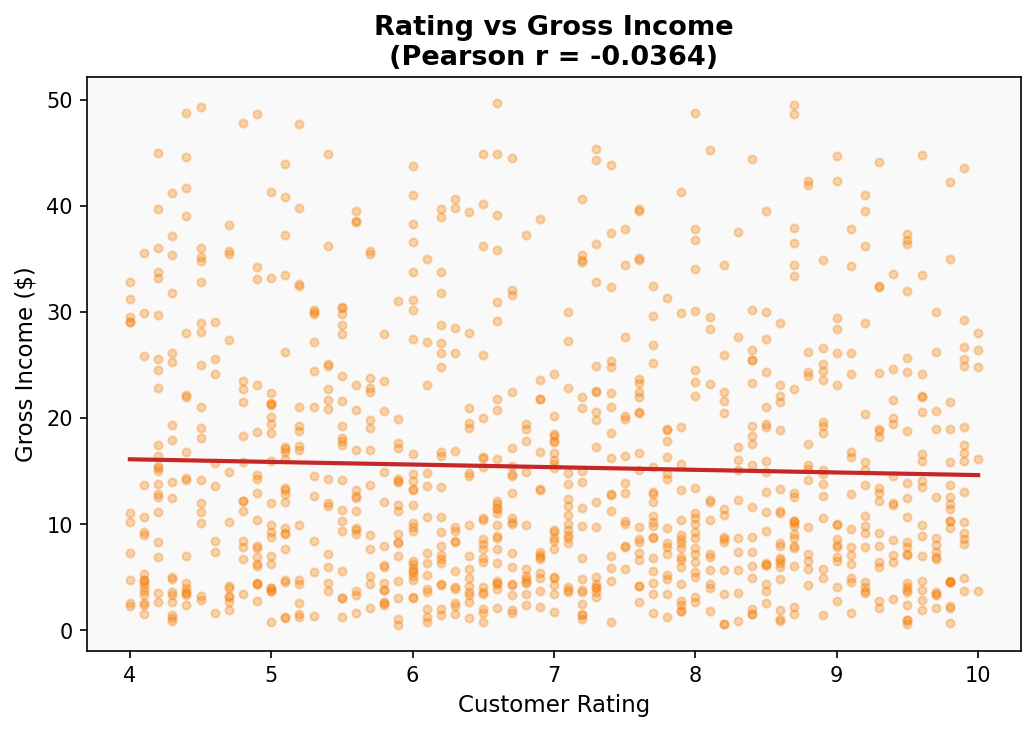 Rating vs Gross Income
(Pearson r = -0.0364)
Gross Income ($)
50
40
30
20
10
0
4 5 6 7 8 9 10
Customer Rating